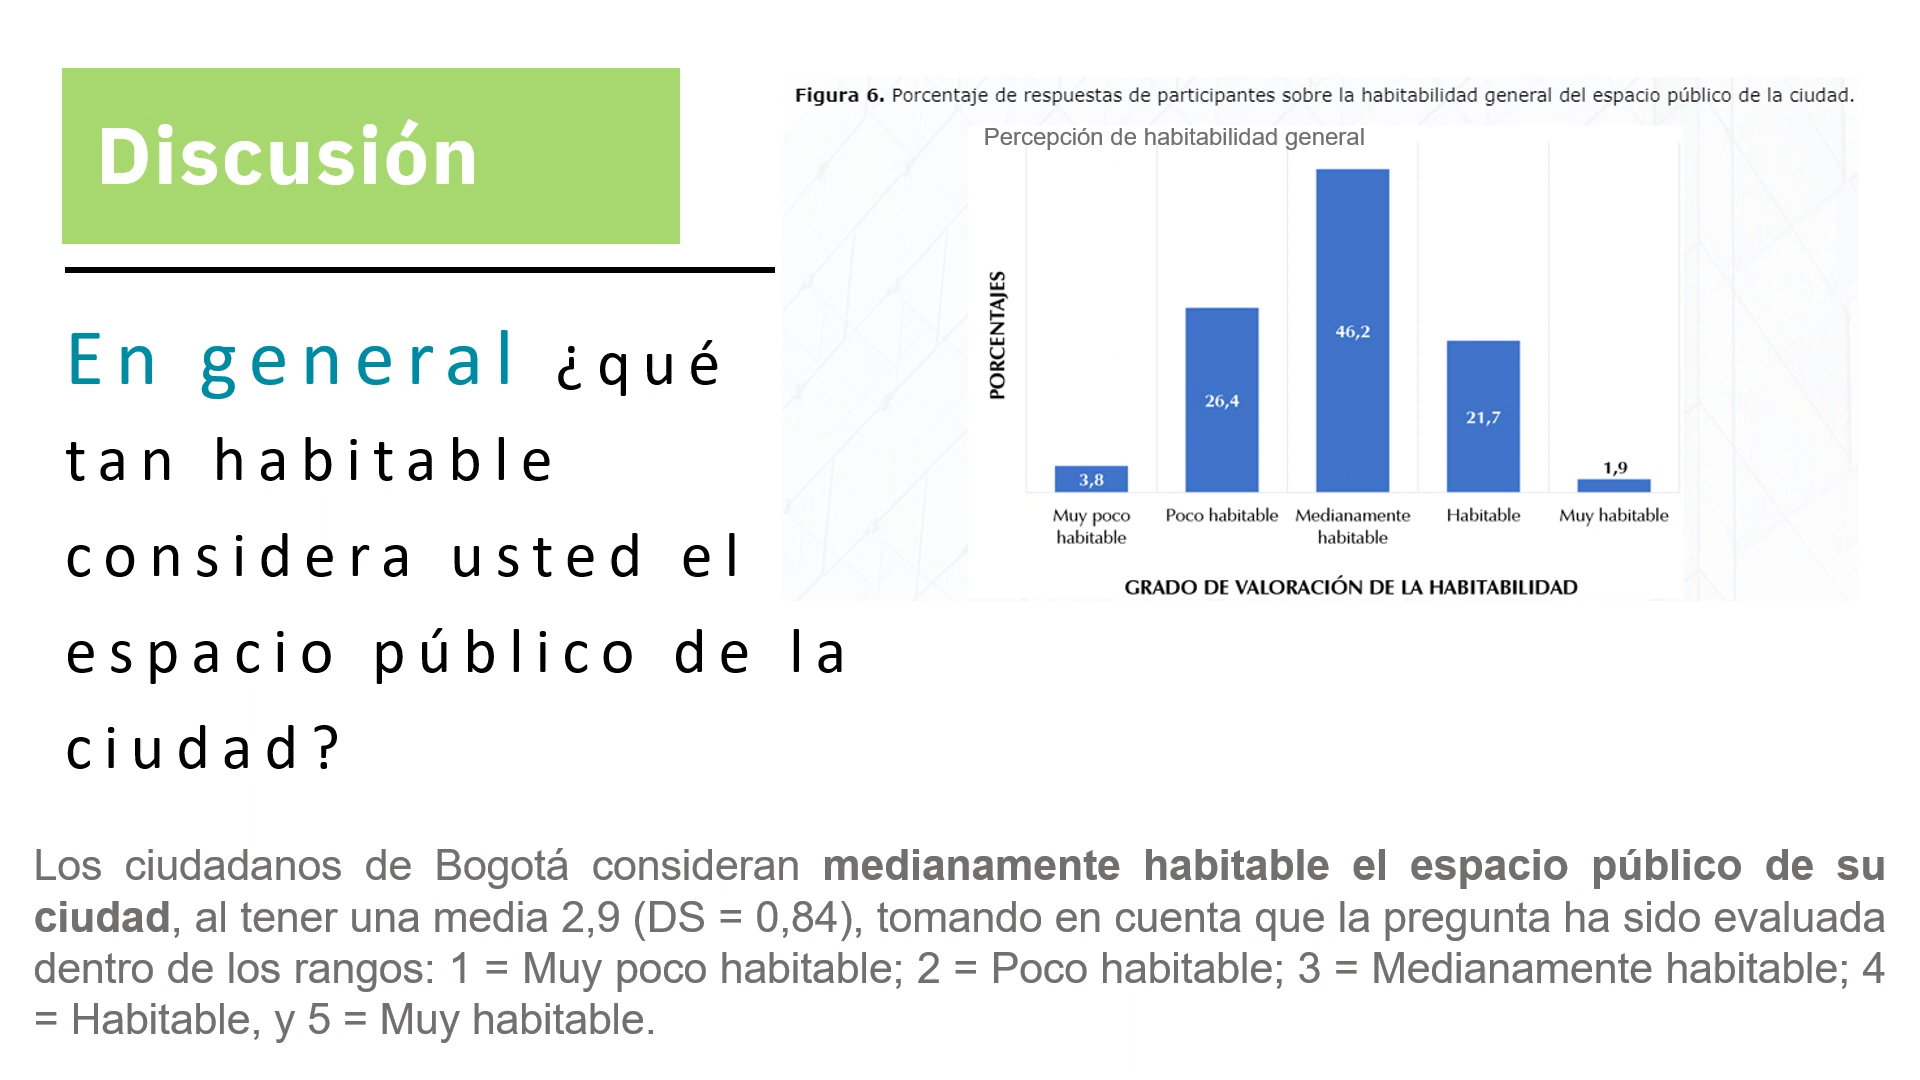 Discusión
En general ¿qué
tan habitable
considera usted el
espacio público de la
ciudad?
Figura 6. Porcentaje de respuestas de participantes sobre la habitabilidad general del espacio público de la ciudad.
Percepción de habitabilidad general
PORCENTAJES
3,8
26,4
46,2
21,7
1,9
Muy poco habitable
Poco habitable
Medianamente habitable
Habitable
Muy habitable
GRADO DE VALORACIÓN DE LA HABITABILIDAD
Los ciudadanos de Bogotá consideran medianamente habitable el espacio público de su
ciudad, al tener una media 2,9 (DS = 0,84), tomando en cuenta que la pregunta ha sido evaluada
dentro de los rangos: 1 = Muy poco habitable; 2 = Poco habitable; 3 = Medianamente habitable; 4
= Habitable, y 5 = Muy habitable.